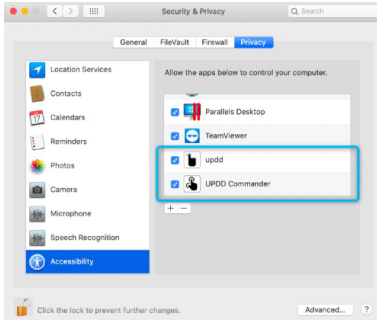 Security & Privacy
Search
General
FileVault
Firewall
Privacy
Location Services
Contacts
17
Calendars
Reminders
Photos
Camera
Microphone
Speech Recognition
Accessibility
Allow the apps below to control your computer.
Parallels Desktop
TeamViewer
updd
UPDD Commander
+ −
Click the lock to prevent further changes.
Advanced...
?